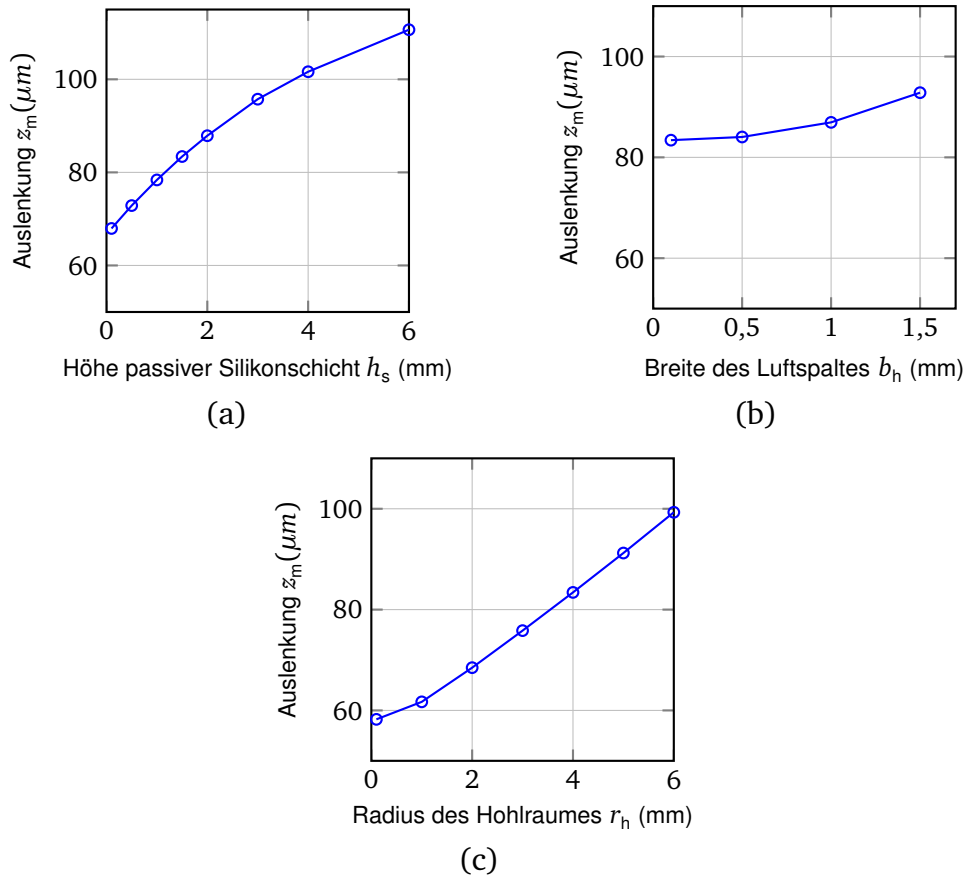 100
80
60
Auslenkung z_m(μm)
0
2
4
6
Höhe passiver Silikonschicht h_s (mm)
(a)
100
80
60
Auslenkung z_m(μm)
0
0,5
1
1,5
Breite des Luftspaltes b_h (mm)
(b)
100
80
60
Auslenkung z_m(μm)
0
2
4
6
Radius des Hohlraumes r_h (mm)
(c)